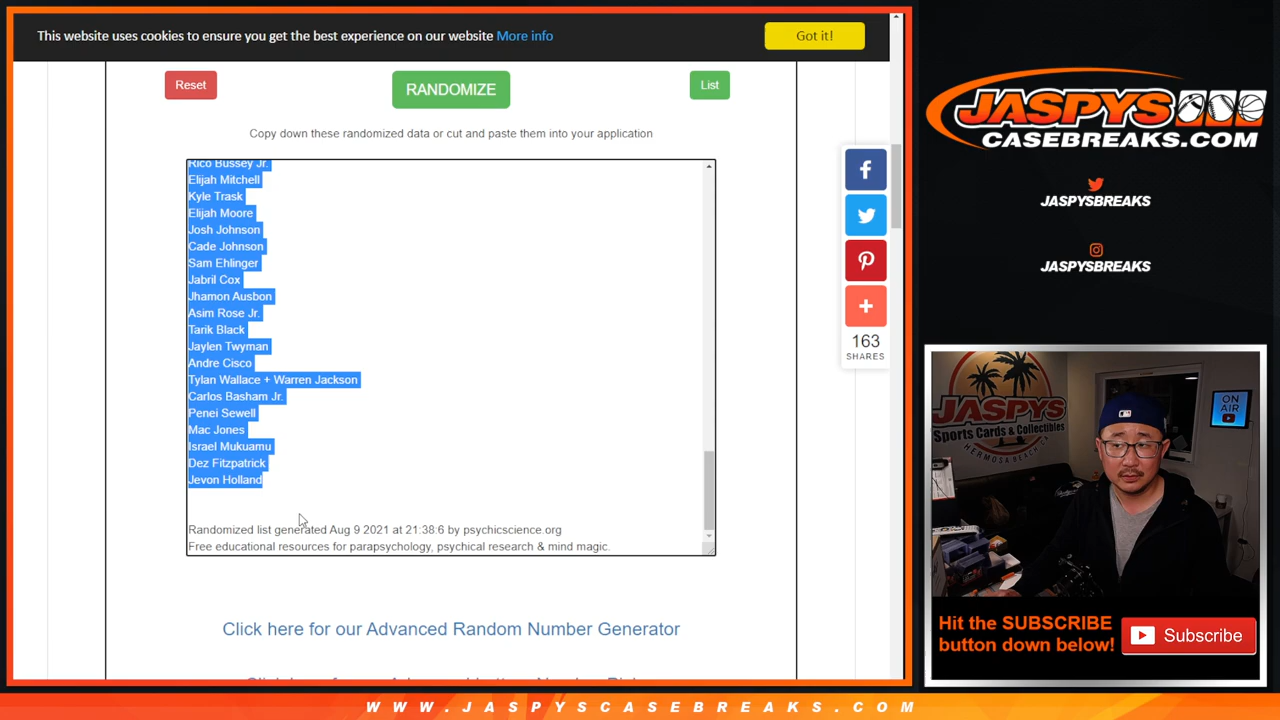 This website uses cookies to ensure you get the best experience on our website More info
Got it!
Reset
RANDOMIZE
List
Copy down these randomized data or cut and paste them into your application
Rico Bussey Jr.
Elijah Mitchell
Kyle Trask
Elijah Moore
Josh Johnson
Cade Johnson
Sam Ehlinger
Jabril Cox
Jhamon Ausbon
Asim Rose Jr.
Tarik Black
Jaylen Twyman
Andre Cisco
Tylan Wallace + Warren Jackson
Carlos Basham Jr.
Penei Sewell
Mac Jones
Israel Mukuamu
Dez Fitzpatrick
Jevon Holland
Randomized list generated Aug 9 2021 at 21:38:6 by psychicscience.org
Free educational resources for parapsychology, psychical research & mind magic.
Click here for our Advanced Random Number Generator
163
SHARES
JASPYS
CASEBREAKS.COM
JASPYSBREAKS
JASPYSBREAKS
JASPYS
Sports Cards & Collectibles
HERMOSA BEACH CA
ON
AIR
Hit the SUBSCRIBE
button down below!
Subscribe
WWW.JASPYSCASEBREAKS.COM